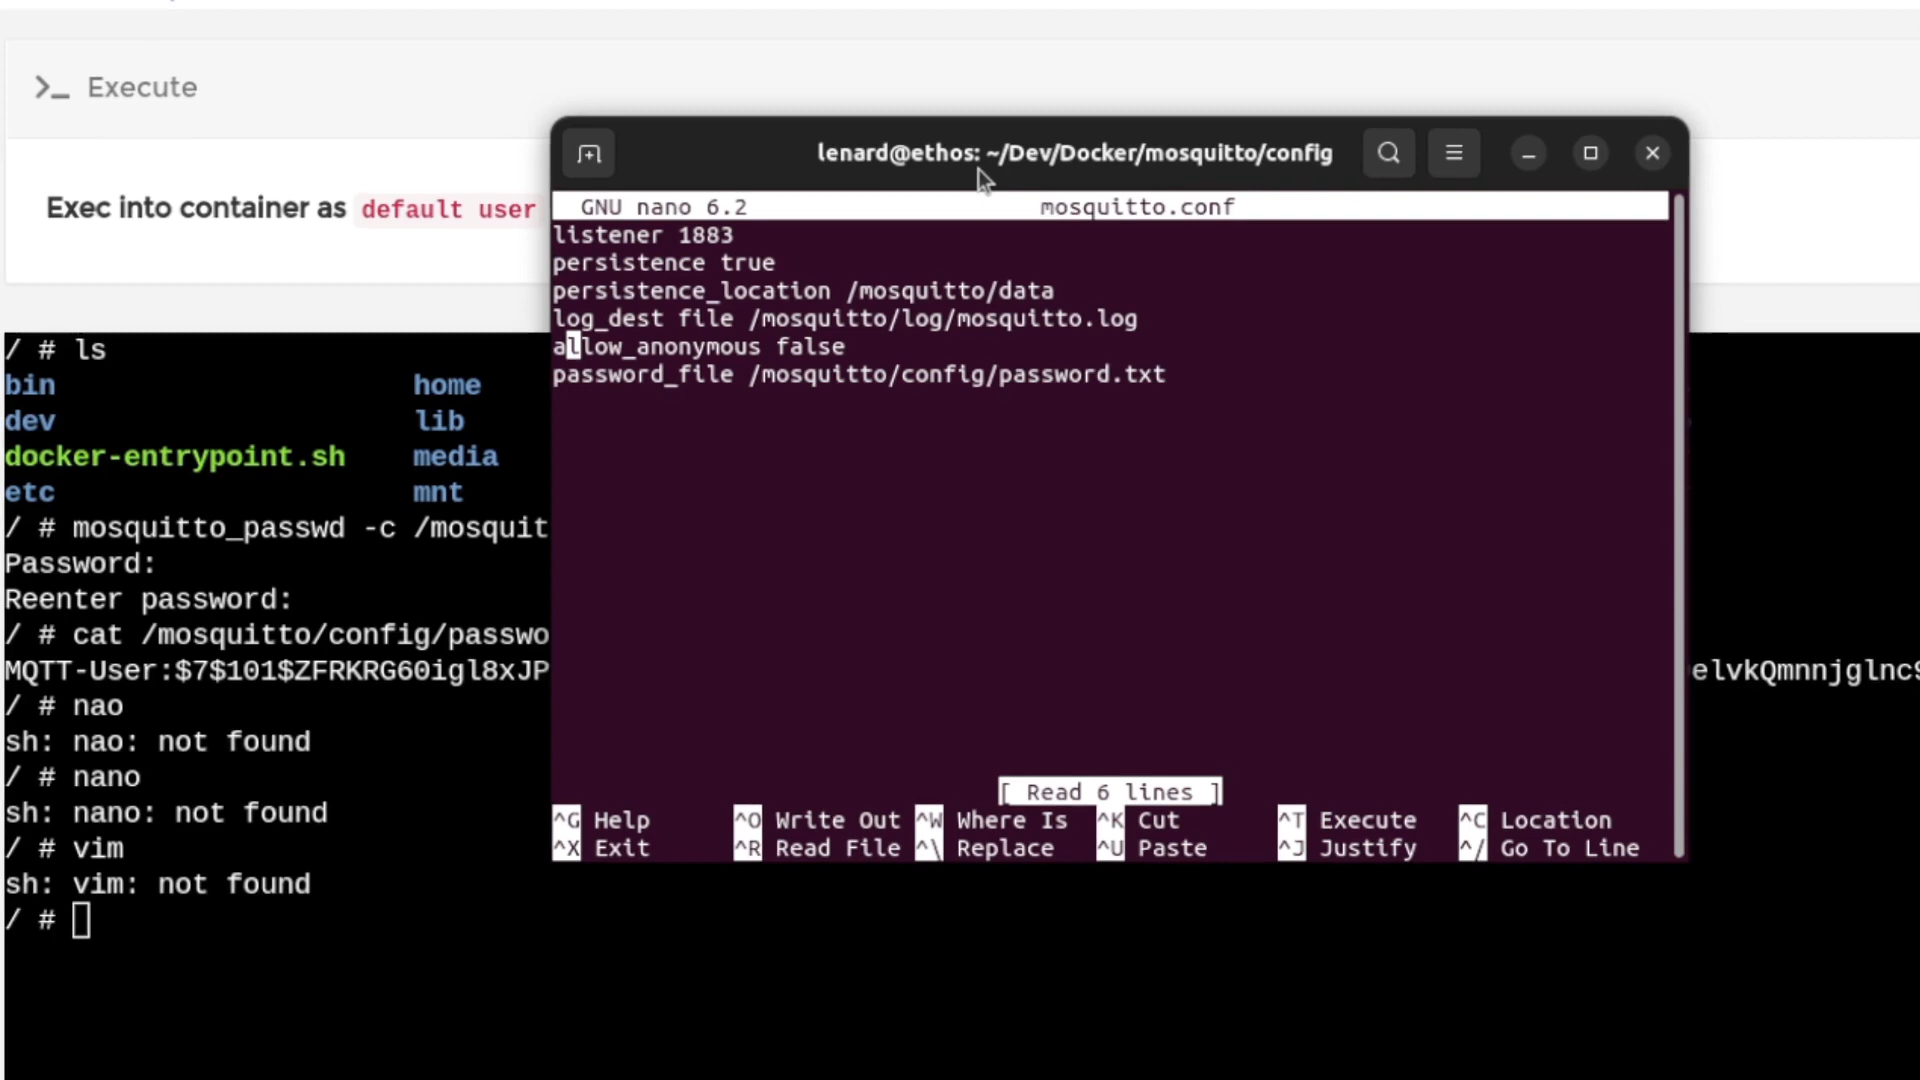 >_ Execute
Exec into container as default user
/ # ls
bin home
dev lib
docker-entrypoint.sh media
etc mnt
/ # mosquitto_passwd -c /mosquit
Password:
Reenter password:
/ # cat /mosquitto/config/passwo
MQTT-User:$7$101$ZFRKRG60igl8xJP
elvkQmnnjglnc9
/ # nao
sh: nao: not found
/ # nano
sh: nano: not found
/ # vim
sh: vim: not found
/ #
lenard@ethos: ~/Dev/Docker/mosquitto/config
GNU nano 6.2 mosquitto.conf
listener 1883
persistence true
persistence_location /mosquitto/data
log_dest file /mosquitto/log/mosquitto.log
allow_anonymous false
password_file /mosquitto/config/password.txt
[ Read 6 lines ]
^G Help ^O Write Out ^W Where Is ^K Cut ^T Execute ^C Location
^X Exit ^R Read File ^\ Replace ^U Paste ^J Justify ^/ Go To Line